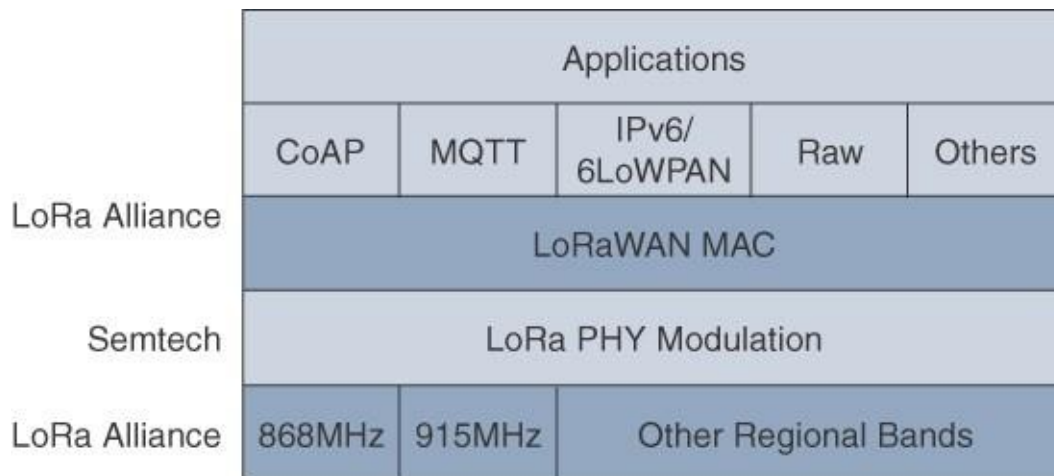 Applications
CoAP
MQTT
IPv6/
6LoWPAN
Raw
Others
LoRa Alliance
LoRaWAN MAC
Semtech
LoRa PHY Modulation
LoRa Alliance
868MHz
915MHz
Other Regional Bands